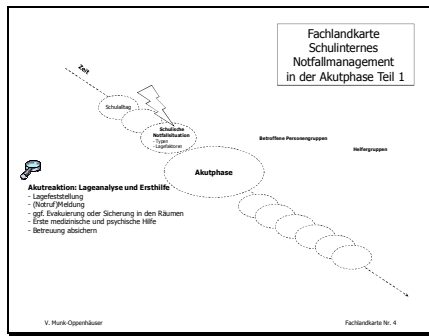 Fachlandkarte
Schulinternes
Notfallmanagement
in der Akutphase Teil 1
Zeit
Schulalltag
Schulische
Notfallsituation
- Typen
- Lagefaktoren
Betroffene Personengruppen
Helfergruppen
Akutphase
Akutreaktion: Lageanalyse und Ersthilfe
- Lagefeststellung
- (Notruf)Meldung
- ggf. Evakuierung oder Sicherung in den Räumen
- Erste medizinische und psychische Hilfe
- Betreuung absichern
V. Munk-Oppenhäuser
Fachlandkarte Nr. 4